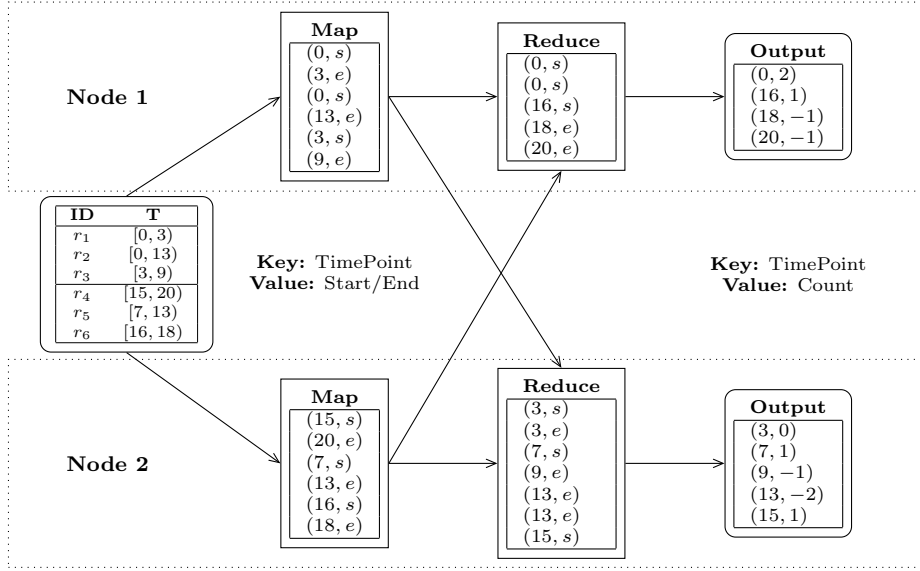 Node 1
Map
(0, s)
(3, e)
(0, s)
(13, e)
(3, s)
(9, e)
Reduce
(0, s)
(0, s)
(16, s)
(18, e)
(20, e)
Output
(0, 2)
(16, 1)
(18, −1)
(20, −1)
ID T
r₁ [0, 3)
r₂ [0, 13)
r₃ [3, 9)
r₄ [15, 20)
r₅ [7, 13)
r₆ [16, 18)
Key: TimePoint
Value: Start/End
Key: TimePoint
Value: Count
Node 2
Map
(15, s)
(20, e)
(7, s)
(13, e)
(16, s)
(18, e)
Reduce
(3, s)
(3, e)
(7, s)
(9, e)
(13, e)
(13, e)
(15, s)
Output
(3, 0)
(7, 1)
(9, −1)
(13, −2)
(15, 1)